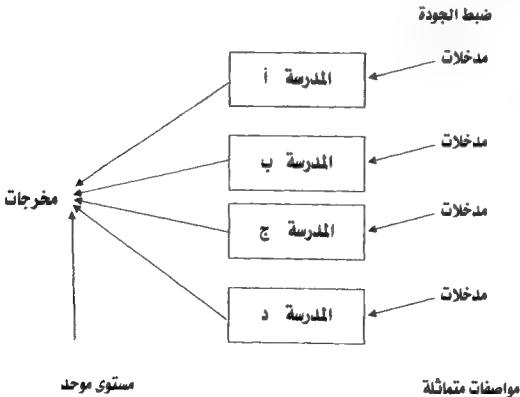 ضبط الجودة
مدخلات
المدرسة أ
مدخلات
المدرسة ب
مخرجات
مدخلات
المدرسة ج
مدخلات
المدرسة د
مواصفات متماثلة
مستوى موحد